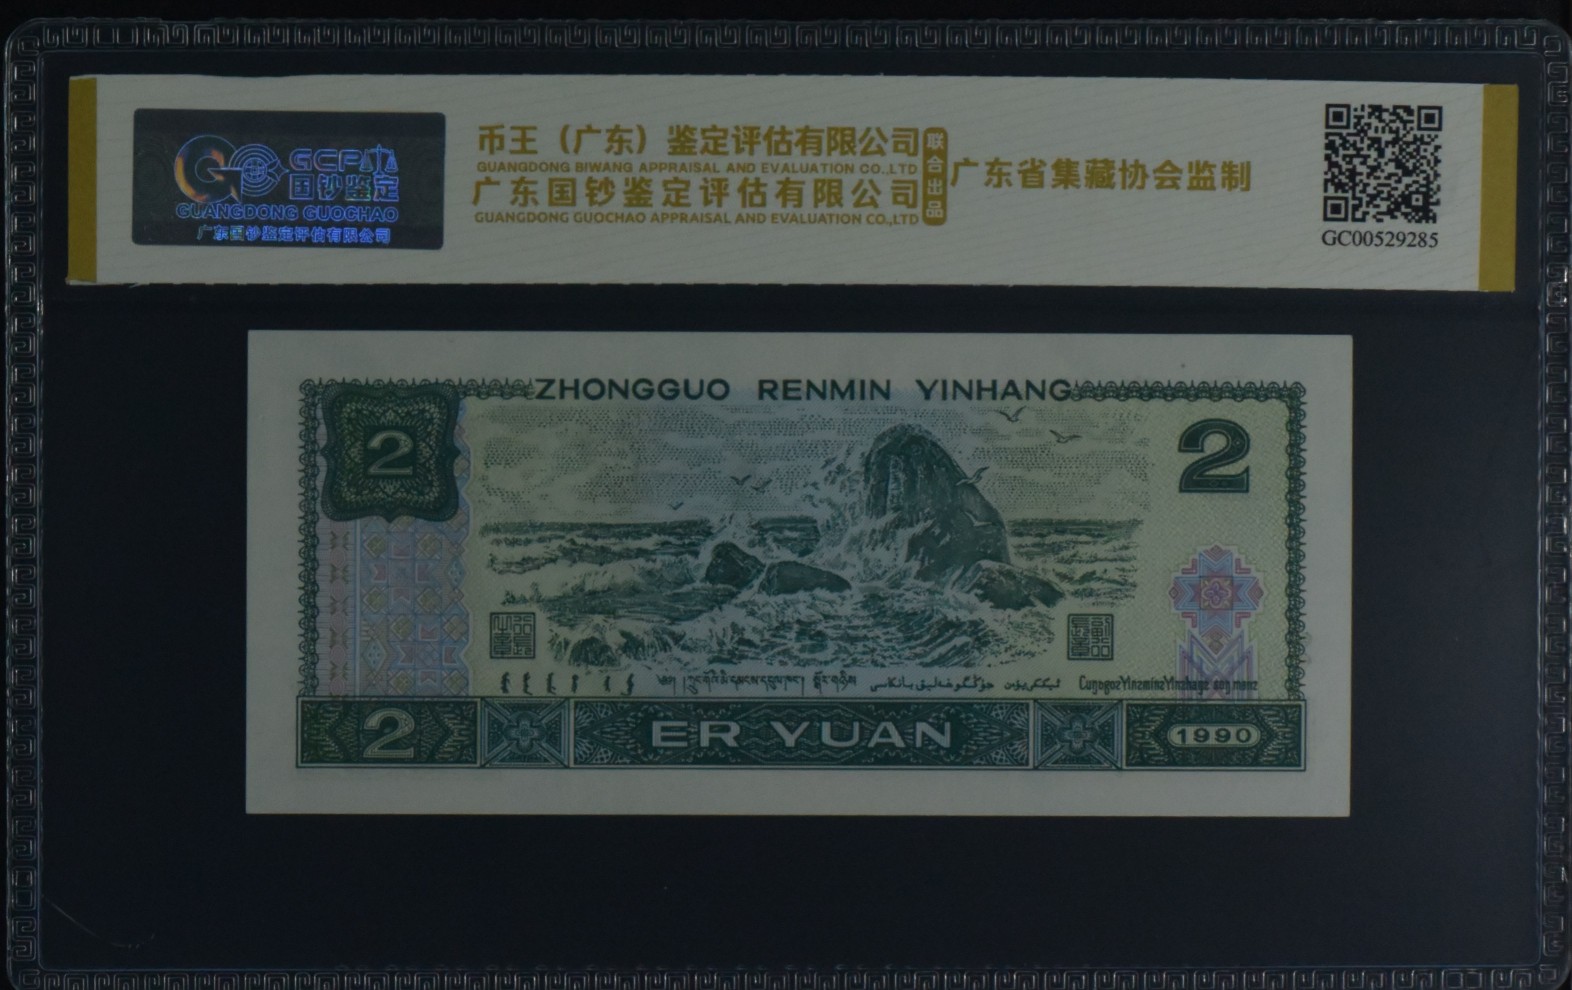 GCP
国钞鉴定
GUANGDONG GUOCHAO
广东国钞鉴定评估有限公司
币王（广东）鉴定评估有限公司
GUANGDONG BIWANG APPRAISAL AND EVALUATION CO.,LTD
广东国钞鉴定评估有限公司
GUANGDONG GUOCHAO APPRAISAL AND EVALUATION CO.,LTD
联合出品
广东省集藏协会监制
GC00529285
ZHONGGUO RENMIN YINHANG
2
2
2
ER YUAN
1990